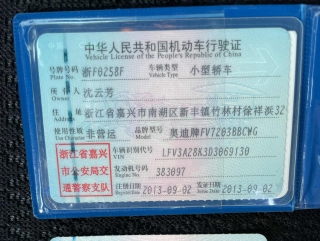 中华人民共和国机动车行驶证
Vehicle License of the People's Republic of China
号牌号码 浙F0258F 车辆类型 小型轿车
Plate No. Vehicle Type
所有人 沈云芳
Owner
住址 浙江省嘉兴市南湖区新丰镇竹林村徐祥浜32
Address
使用性质 非营运 品牌型号 奥迪牌FV7203BBCWG
Use Character Model
浙江省嘉兴
市公安局交
通警察支队
车辆识别代号 LFV3A28K3D3069130
VIN
发动机号码 383097
Engine No.
注册日期 2013-09-02 发证日期 2013-09-02
Register Date Issue Date